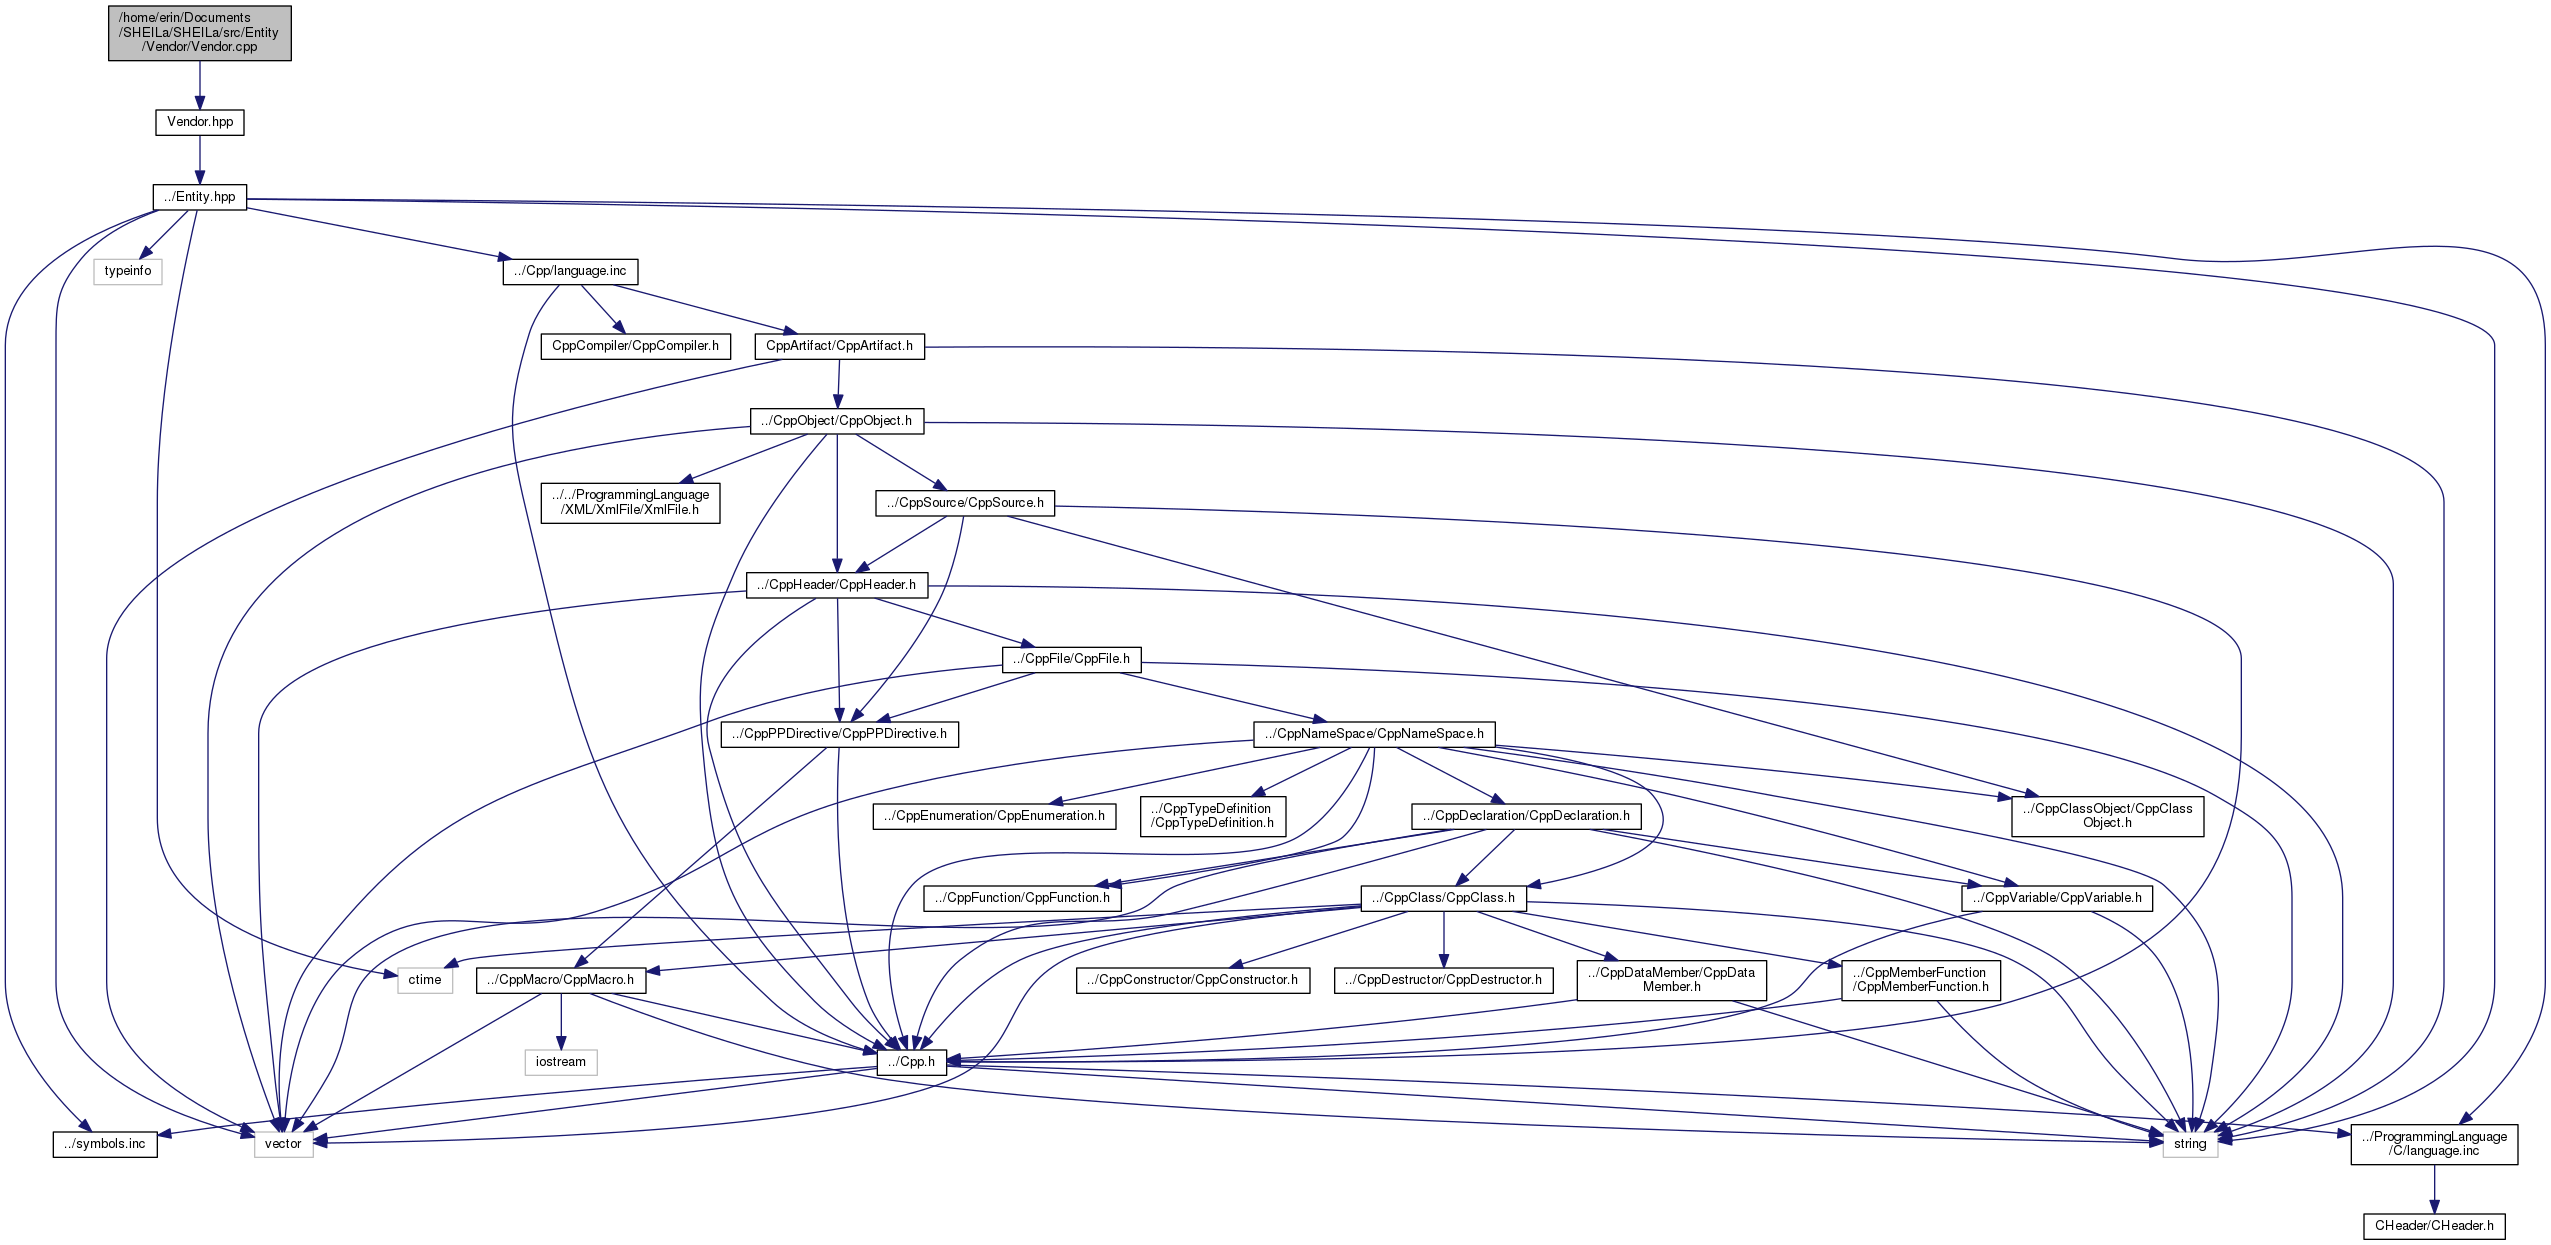 /home/erin/Documents
/SHEILa/SHEILa/src/Entity
/Vendor/Vendor.cpp
Vendor.hpp
../Entity.hpp
typeinfo
../Cpp/language.inc
CppCompiler/CppCompiler.h
CppArtifact/CppArtifact.h
../CppObject/CppObject.h
../../ProgrammingLanguage
/XML/XmlFile/XmlFile.h
../CppSource/CppSource.h
../CppHeader/CppHeader.h
../CppFile/CppFile.h
../CppPPDirective/CppPPDirective.h
../CppNameSpace/CppNameSpace.h
../CppEnumeration/CppEnumeration.h
../CppTypeDefinition
/CppTypeDefinition.h
../CppDeclaration/CppDeclaration.h
../CppClassObject/CppClass
Object.h
../CppFunction/CppFunction.h
../CppClass/CppClass.h
../CppVariable/CppVariable.h
ctime
../CppMacro/CppMacro.h
../CppConstructor/CppConstructor.h
../CppDestructor/CppDestructor.h
../CppDataMember/CppData
Member.h
../CppMemberFunction
/CppMemberFunction.h
iostream
../Cpp.h
../symbols.inc
vector
string
../ProgrammingLanguage
/C/language.inc
CHeader/CHeader.h